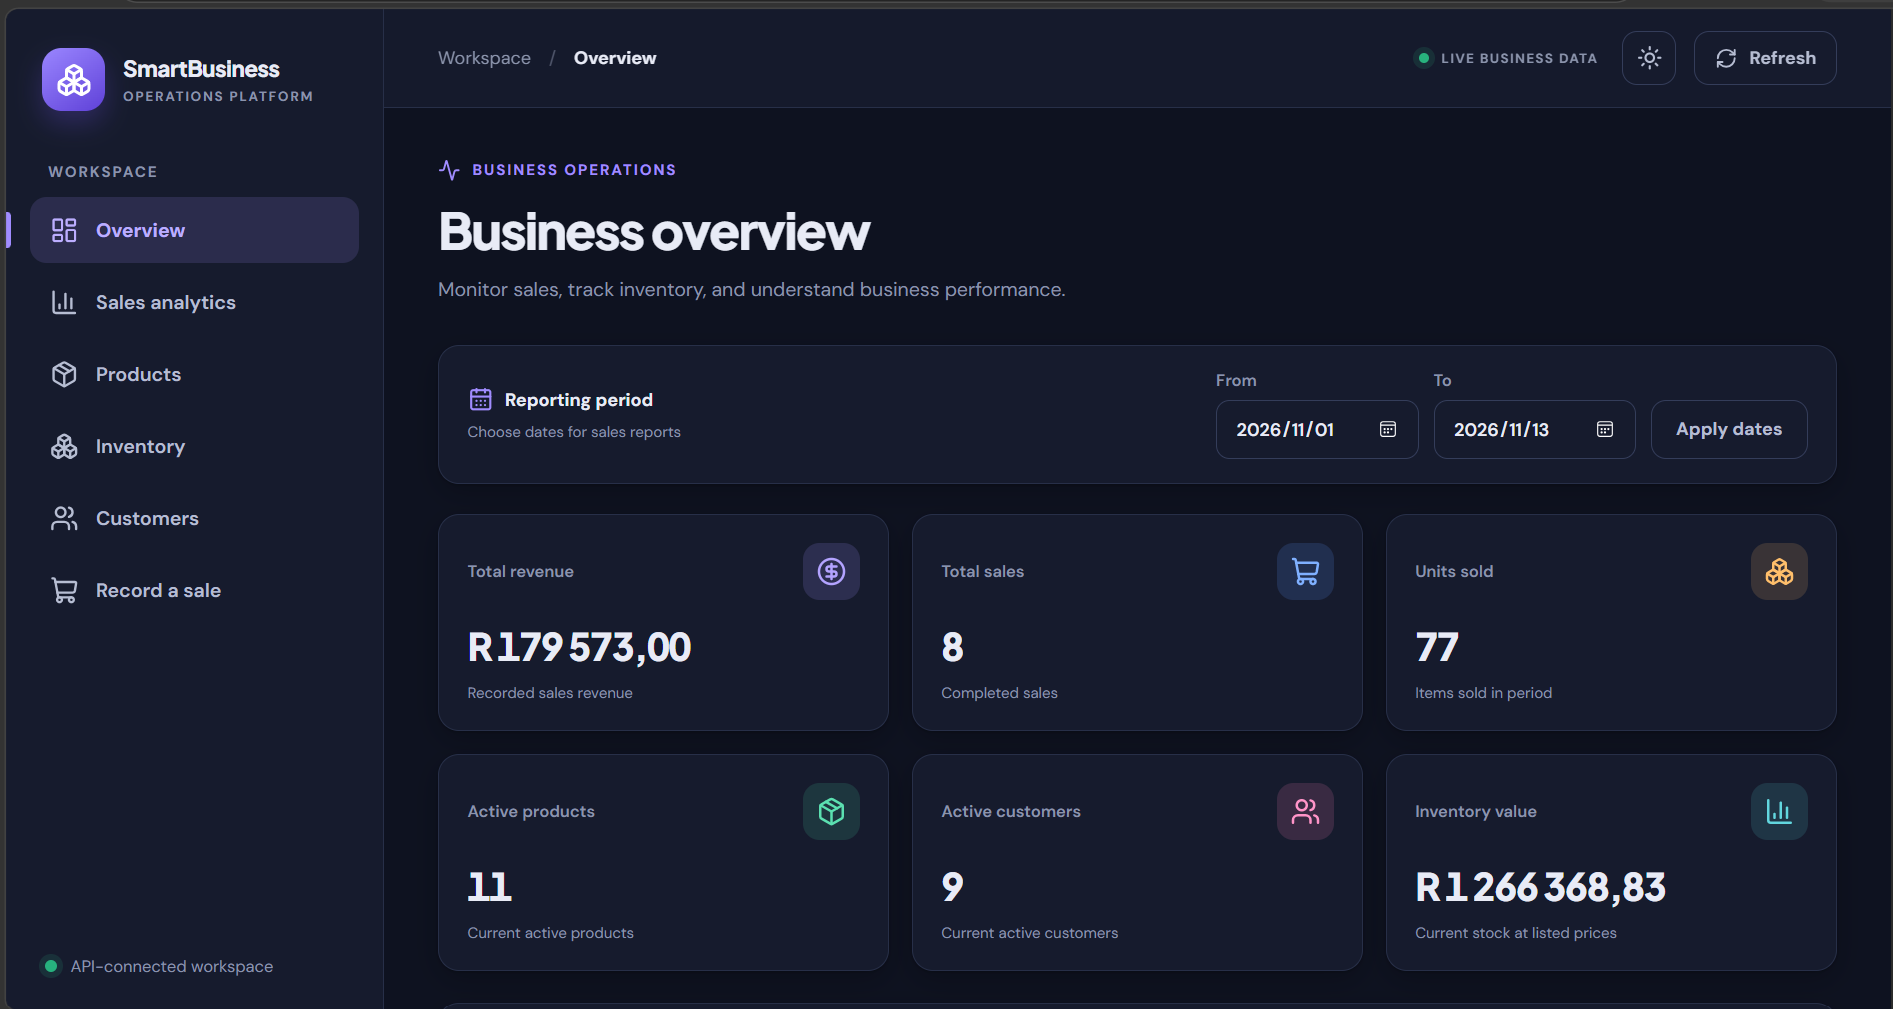 SmartBusiness
OPERATIONS PLATFORM
WORKSPACE
Overview
Sales analytics
Products
Inventory
Customers
Record a sale
API-connected workspace
Workspace / Overview
LIVE BUSINESS DATA
Refresh
BUSINESS OPERATIONS
Business overview
Monitor sales, track inventory, and understand business performance.
Reporting period
Choose dates for sales reports
From
2026/11/01
To
2026/11/13
Apply dates
Total revenue
R 179 573,00
Recorded sales revenue
Total sales
8
Completed sales
Units sold
77
Items sold in period
Active products
11
Current active products
Active customers
9
Current active customers
Inventory value
R 1 266 368,83
Current stock at listed prices